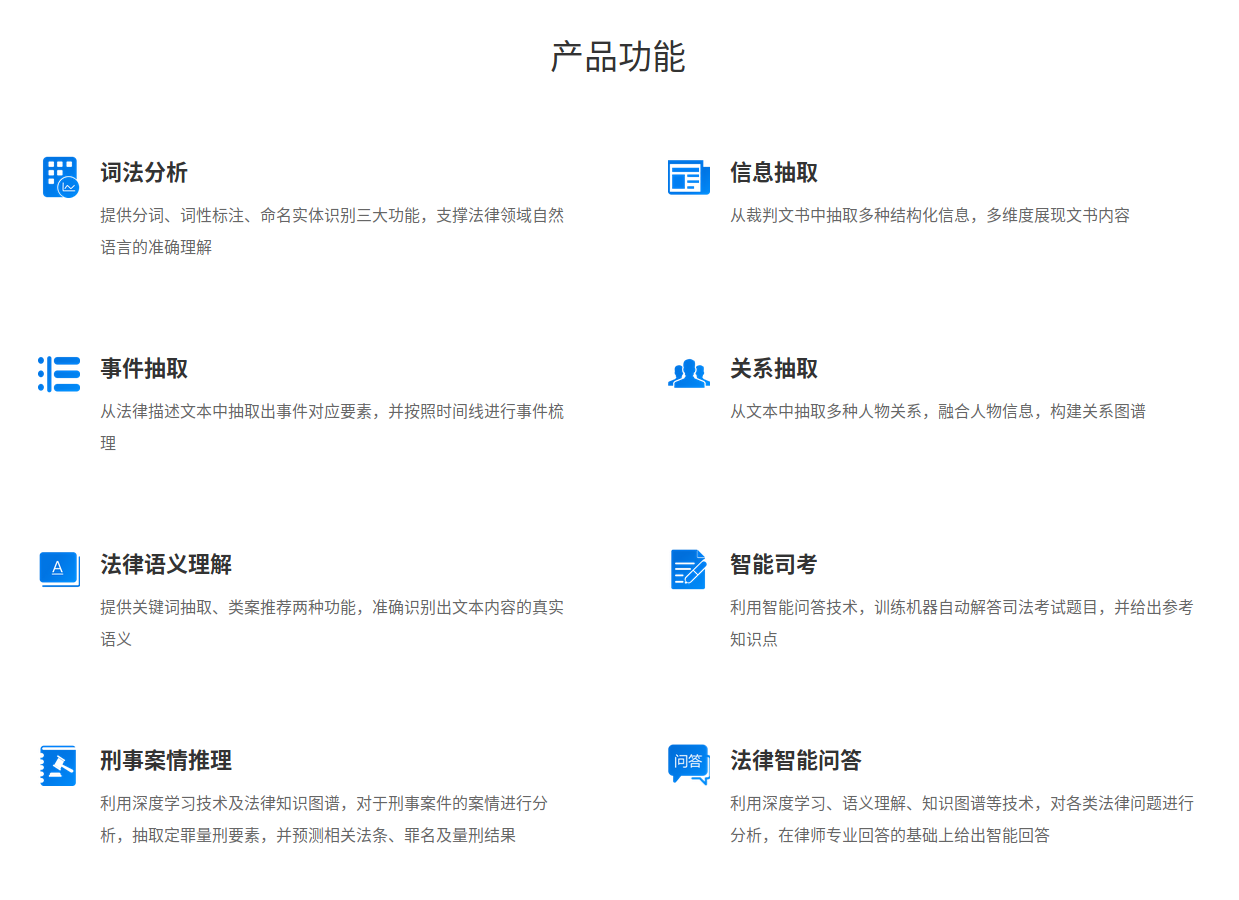 产品功能
词法分析
提供分词、词性标注、命名实体识别三大功能，支撑法律领域自然
语言的准确理解
信息抽取
从裁判文书中抽取多种结构化信息，多维度展现文书内容
事件抽取
从法律描述文本中抽取出事件对应要素，并按照时间线进行事件梳
理
关系抽取
从文本中抽取多种人物关系，融合人物信息，构建关系图谱
A
法律语义理解
提供关键词抽取、类案推荐两种功能，准确识别出文本内容的真实
语义
智能司考
利用智能问答技术，训练机器自动解答司法考试题目，并给出参考
知识点
刑事案情推理
利用深度学习技术及法律知识图谱，对于刑事案件的案情进行分
析，抽取定罪量刑要素，并预测相关法条、罪名及量刑结果
问答
法律智能问答
利用深度学习、语义理解、知识图谱等技术，对各类法律问题进行
分析，在律师专业回答的基础上给出智能回答